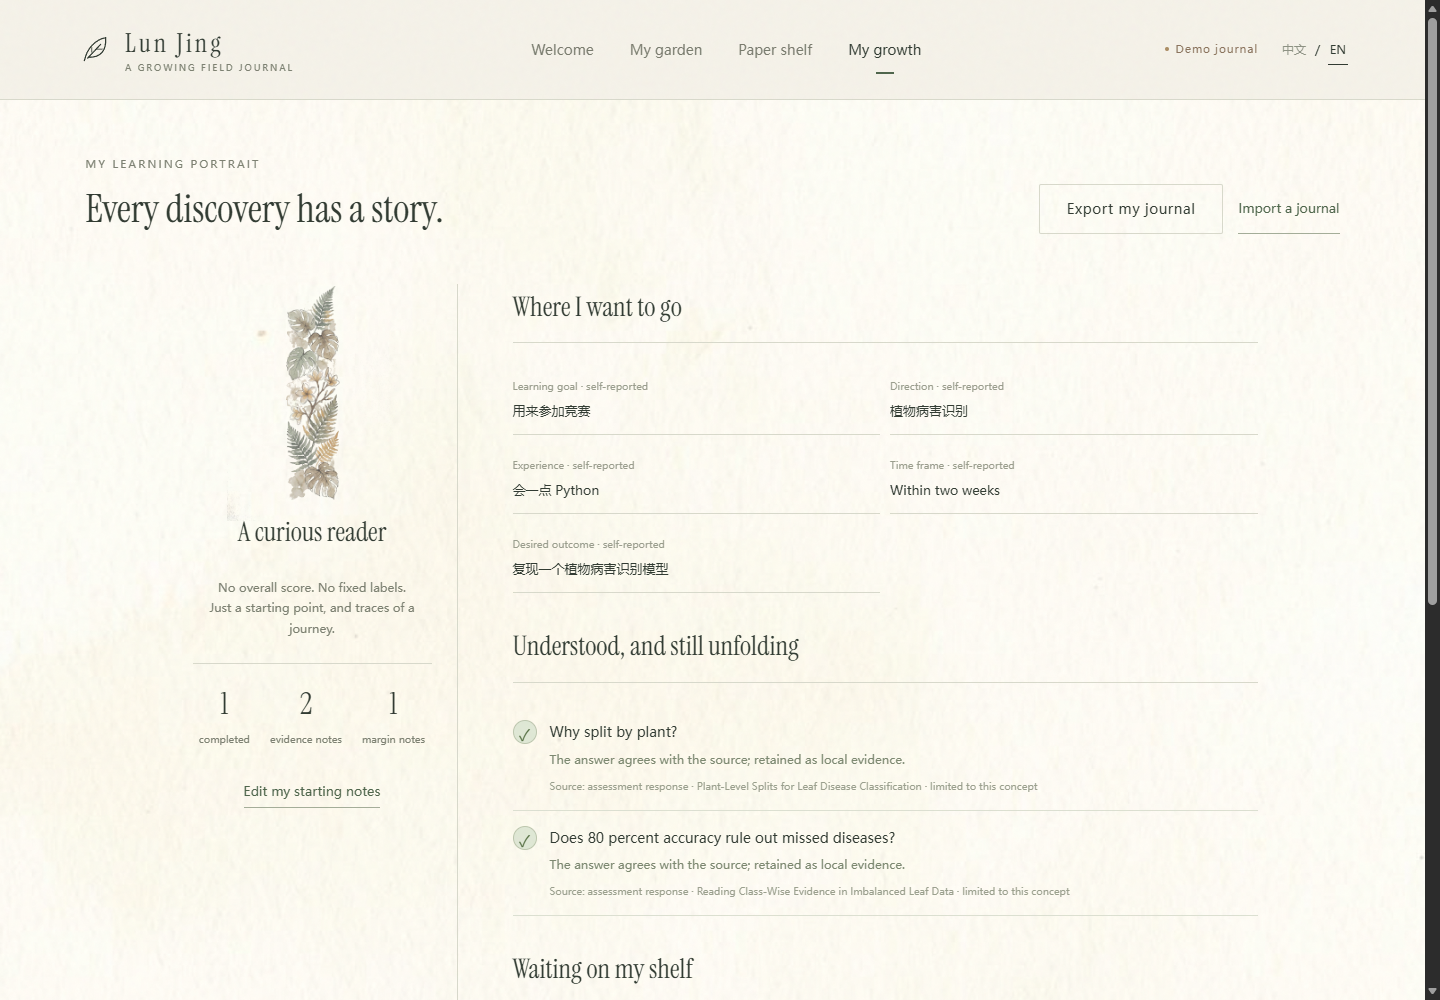 Lun Jing
A GROWING FIELD JOURNAL
Welcome
My garden
Paper shelf
My growth
Demo journal
中文 / EN
MY LEARNING PORTRAIT
Every discovery has a story.
Export my journal
Import a journal
A curious reader
No overall score. No fixed labels.
Just a starting point, and traces of a
journey.
1
completed
2
evidence notes
1
margin notes
Edit my starting notes
Where I want to go
Learning goal · self-reported
用来参加竞赛
Direction · self-reported
植物病害识别
Experience · self-reported
会一点 Python
Time frame · self-reported
Within two weeks
Desired outcome · self-reported
复现一个植物病害识别模型
Understood, and still unfolding
Why split by plant?
The answer agrees with the source; retained as local evidence.
Source: assessment response · Plant-Level Splits for Leaf Disease Classification · limited to this concept
Does 80 percent accuracy rule out missed diseases?
The answer agrees with the source; retained as local evidence.
Source: assessment response · Reading Class-Wise Evidence in Imbalanced Leaf Data · limited to this concept
Waiting on my shelf